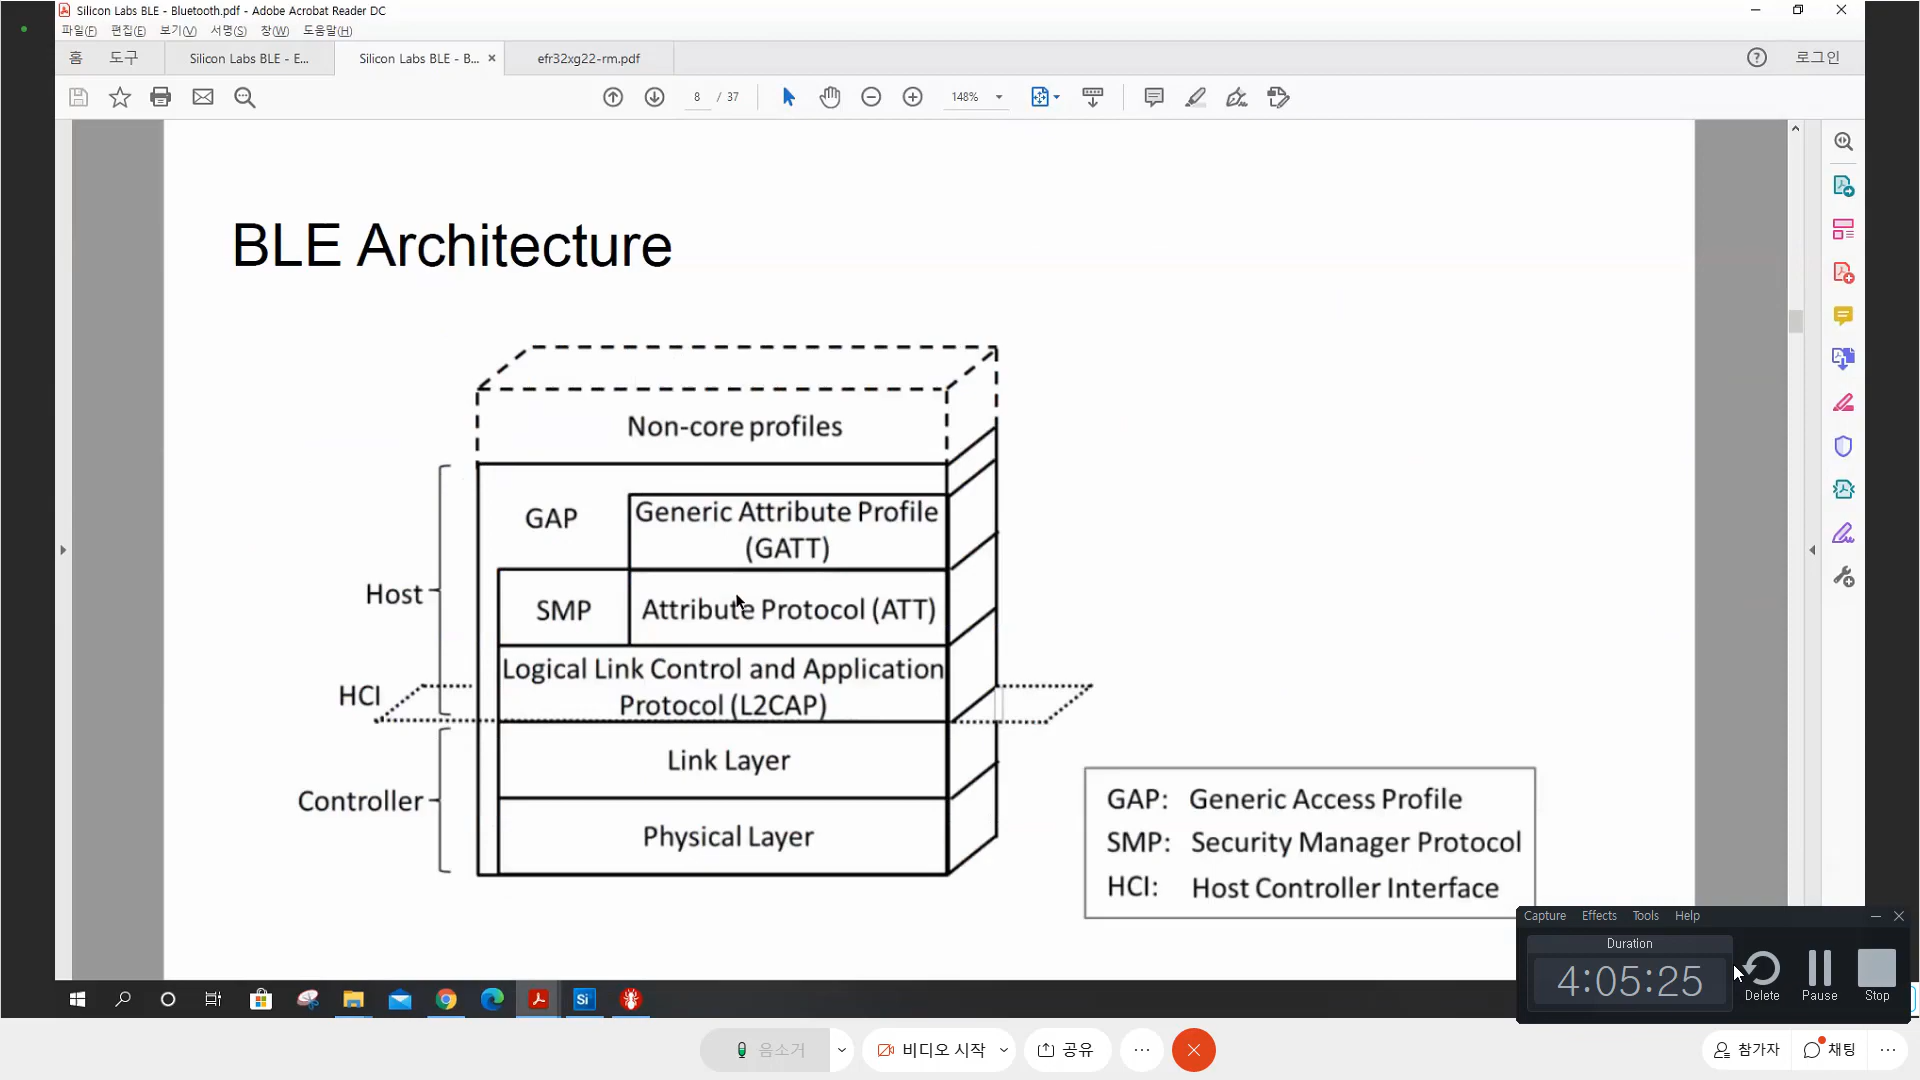 Silicon Labs BLE - Bluetooth.pdf - Adobe Acrobat Reader DC
파일(F) 편집(E) 보기(V) 서명(S) 창(W) 도움말(H)
홈 도구 Silicon Labs BLE - E... Silicon Labs BLE - B... × efr32xg22-rm.pdf 로그인
8 / 37 148%
BLE Architecture
Non-core profiles
GAP
Generic Attribute Profile
(GATT)
Host
SMP
Attribute Protocol (ATT)
Logical Link Control and Application
Protocol (L2CAP)
HCI
Link Layer
Controller
Physical Layer
GAP: Generic Access Profile
SMP: Security Manager Protocol
HCI: Host Controller Interface
Capture Effects Tools Help
Duration
4:05:25
Delete Pause Stop
Si
음소거 비디오 시작 공유 참가자 채팅